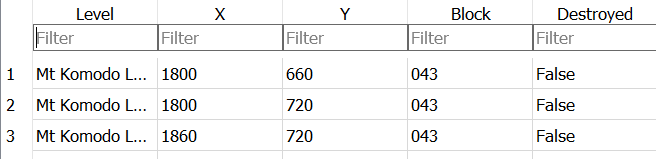 Level X Y Block Destroyed
Filter Filter Filter Filter Filter
1 Mt Komodo L... 1800 660 043 False
2 Mt Komodo L... 1800 720 043 False
3 Mt Komodo L... 1860 720 043 False